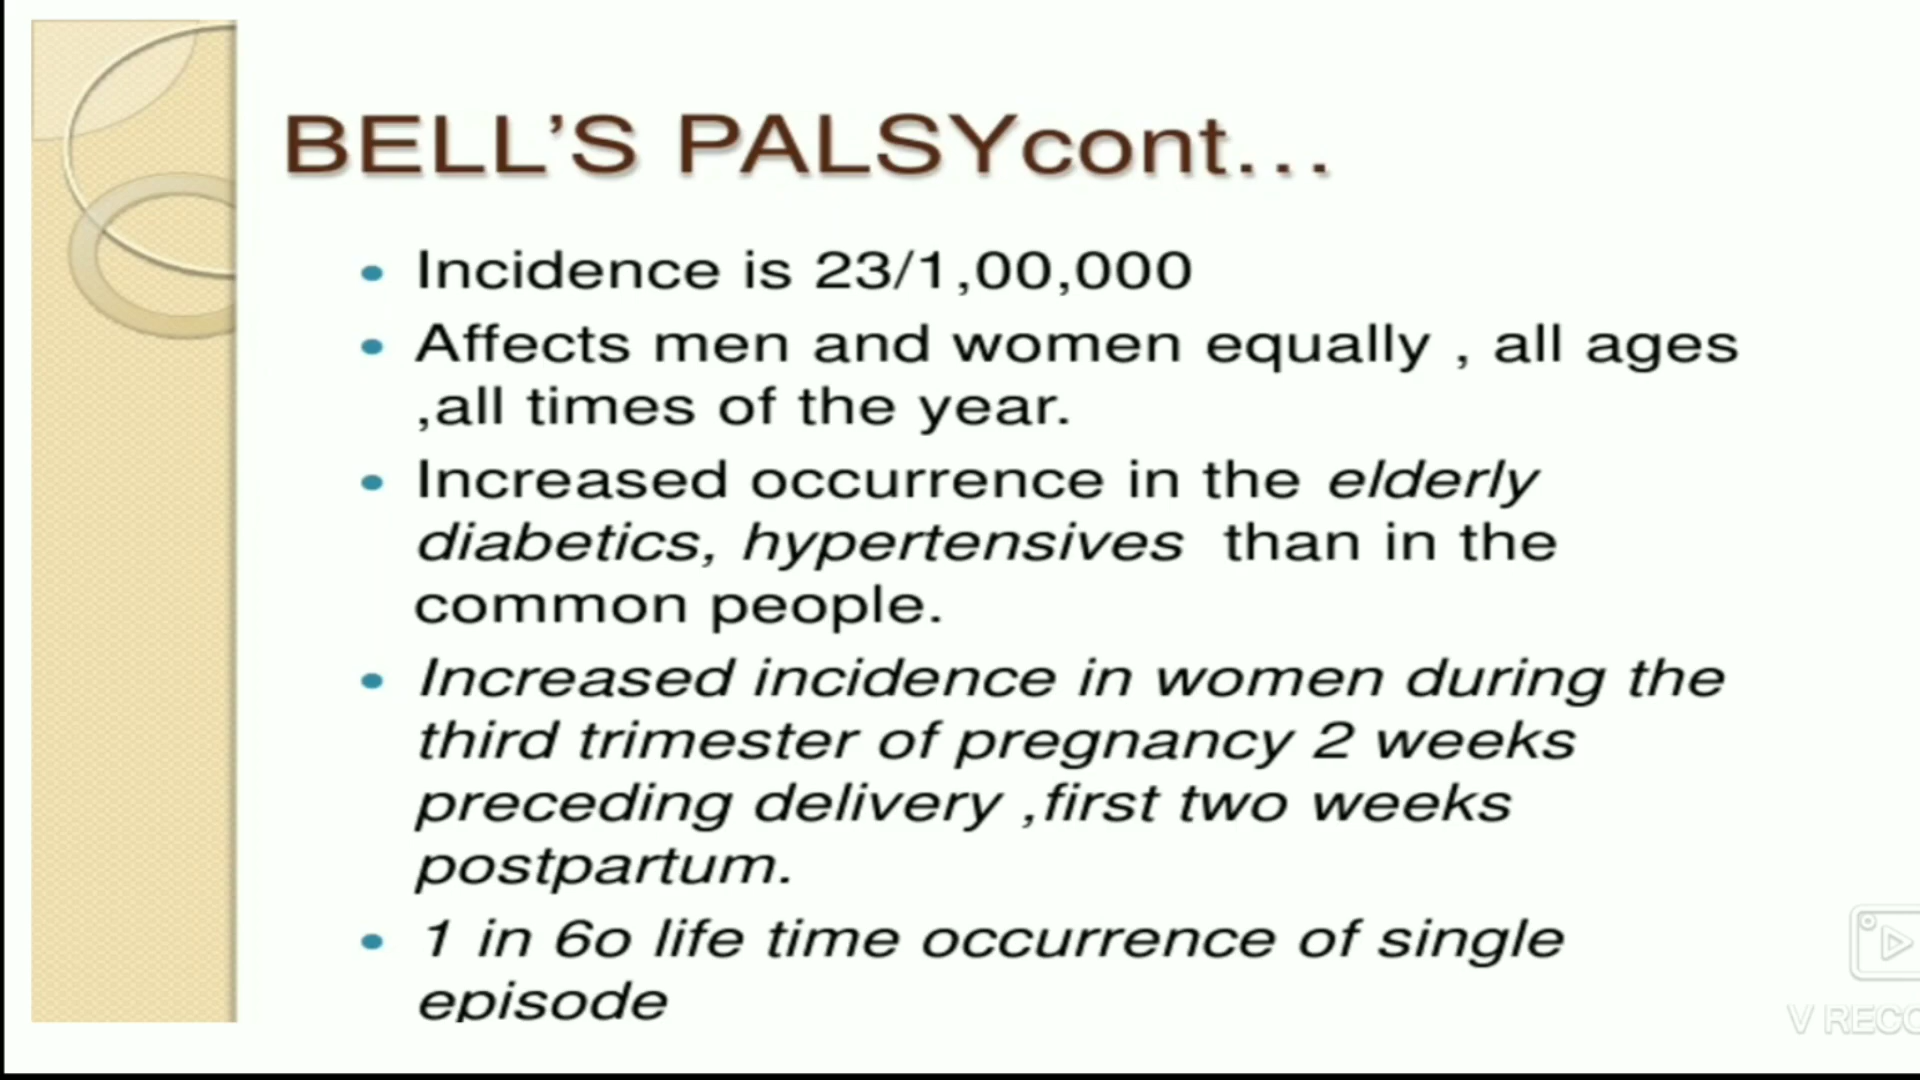 BELL'S PALSYcont...
• Incidence is 23/1,00,000
• Affects men and women equally , all ages
,all times of the year.
• Increased occurrence in the elderly
diabetics, hypertensives than in the
common people.
• Increased incidence in women during the
third trimester of pregnancy 2 weeks
preceding delivery ,first two weeks
postpartum.
• 1 in 6o life time occurrence of single
episode
V RECO